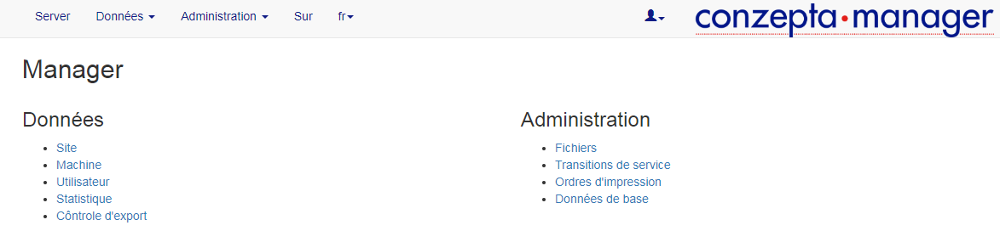 Server Données Administration Sur fr conzepta·manager
Manager
Données
Site
Machine
Utilisateur
Statistique
Côntrole d'export
Administration
Fichiers
Transitions de service
Ordres d'impression
Données de base